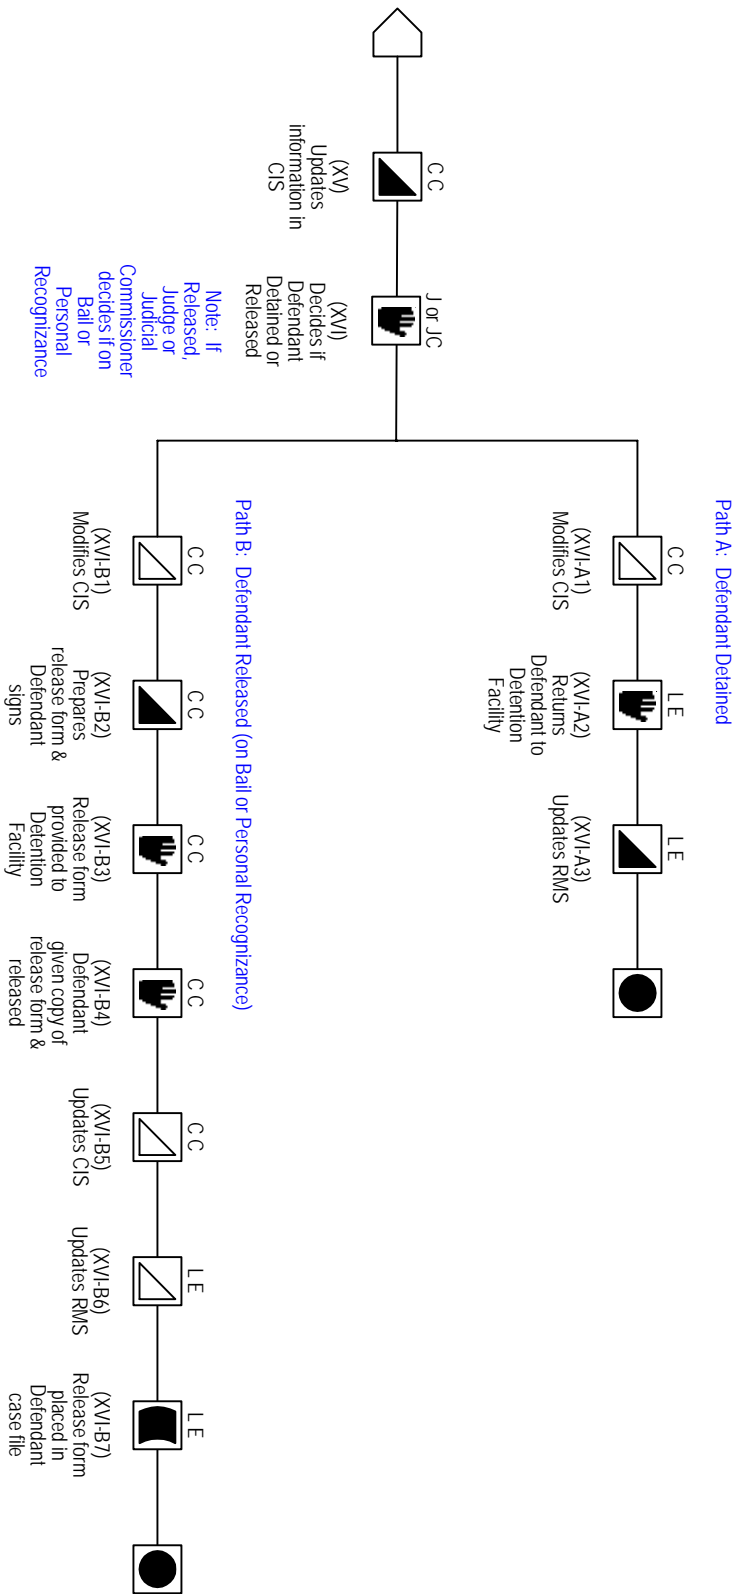 Path A: Defendant Detained
C C
(XVI-A1)
Modifies CIS
L E
(XVI-A2)
Returns
Defendant to
Detention
Facility
L E
(XVI-A3)
Updates RMS
C C
(XV)
Updates
information in
CIS
J or JC
(XVI)
Decides if
Defendant
Detained or
Released
Note: If
Released,
Judge or
Judicial
Commissioner
decides if on
Bail or
Personal
Recognizance
Path B: Defendant Released (on Bail or Personal Recognizance)
C C
(XVI-B1)
Modifies CIS
C C
(XVI-B2)
Prepares
release form &
Defendant
signs
C C
(XVI-B3)
Release form
provided to
Detention
Facility
C C
(XVI-B4)
Defendant
given copy of
release form &
released
C C
(XVI-B5)
Updates CIS
L E
(XVI-B6)
Updates RMS
L E
(XVI-B7)
Release form
placed in
Defendant
case file